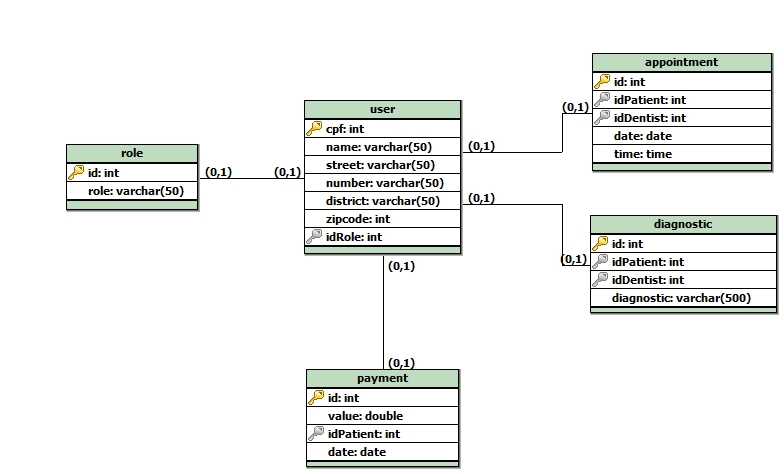 role
id: int
role: varchar(50)
(0,1)
(0,1)
user
cpf: int
name: varchar(50)
street: varchar(50)
number: varchar(50)
district: varchar(50)
zipcode: int
idRole: int
(0,1)
(0,1)
appointment
id: int
idPatient: int
idDentist: int
date: date
time: time
(0,1)
(0,1)
diagnostic
id: int
idPatient: int
idDentist: int
diagnostic: varchar(500)
(0,1)
(0,1)
payment
id: int
value: double
idPatient: int
date: date